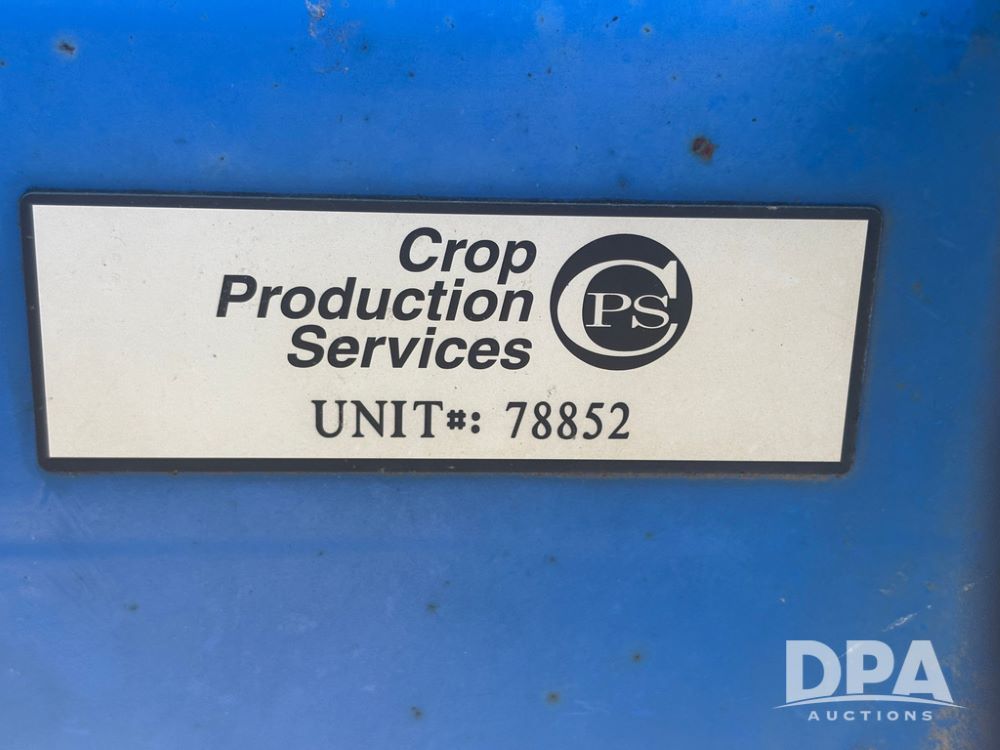 Crop
Production
Services
CPS
UNIT#: 78852
DPA
AUCTIONS